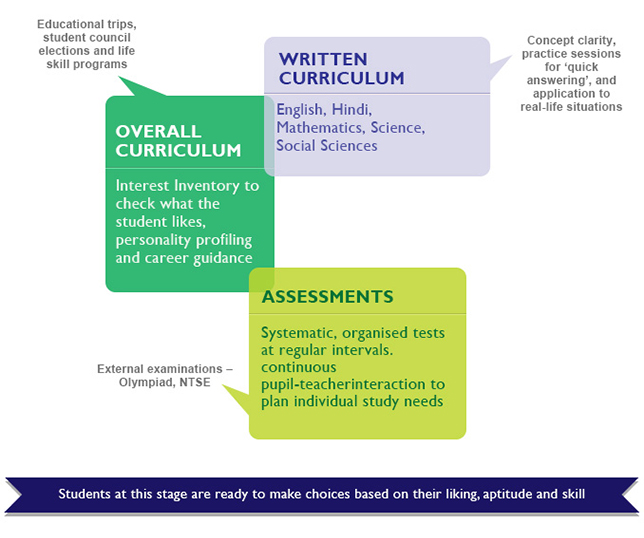 Educational trips,
student council
elections and life
skill programs
WRITTEN
CURRICULUM
English, Hindi,
Mathematics, Science,
Social Sciences
Concept clarity,
practice sessions
for ‘quick
answering’, and
application to
real-life situations
OVERALL
CURRICULUM
Interest Inventory to
check what the
student likes,
personality profiling
and career guidance
ASSESSMENTS
Systematic, organised tests
at regular intervals.
continuous
pupil-teacherinteraction to
plan individual study needs
External examinations –
Olympiad, NTSE
Students at this stage are ready to make choices based on their liking, aptitude and skill